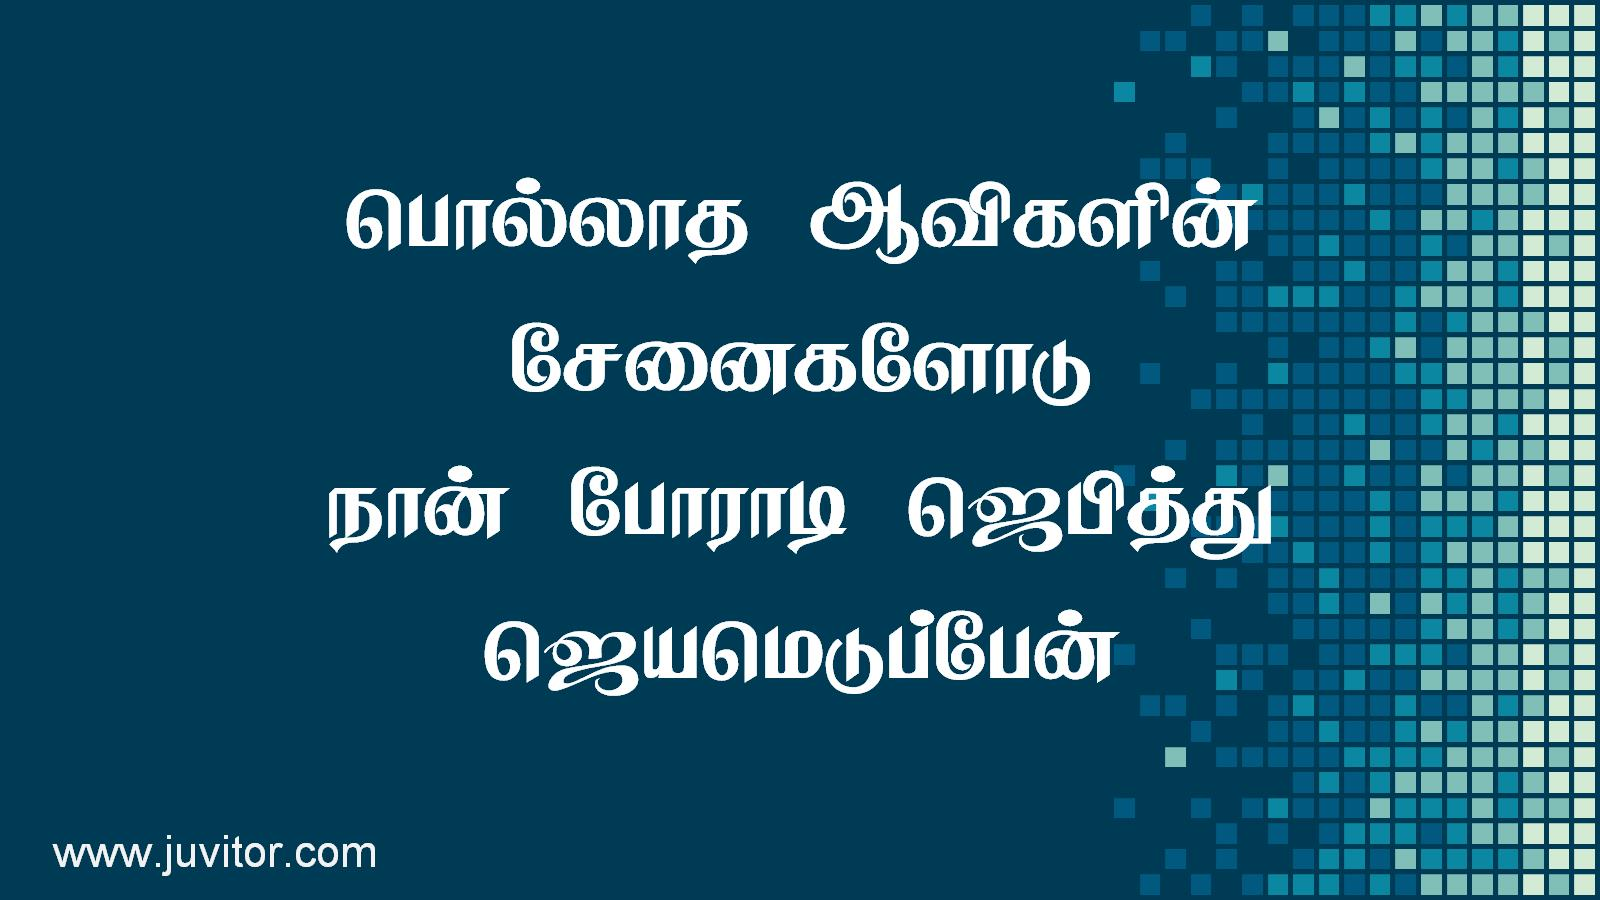 பொல்லாத ஆவிகளின்
சேனைகளோடு
நான் போராடி ஜெபித்து
ஜெயமெடுப்பேன்
www.juvitor.com